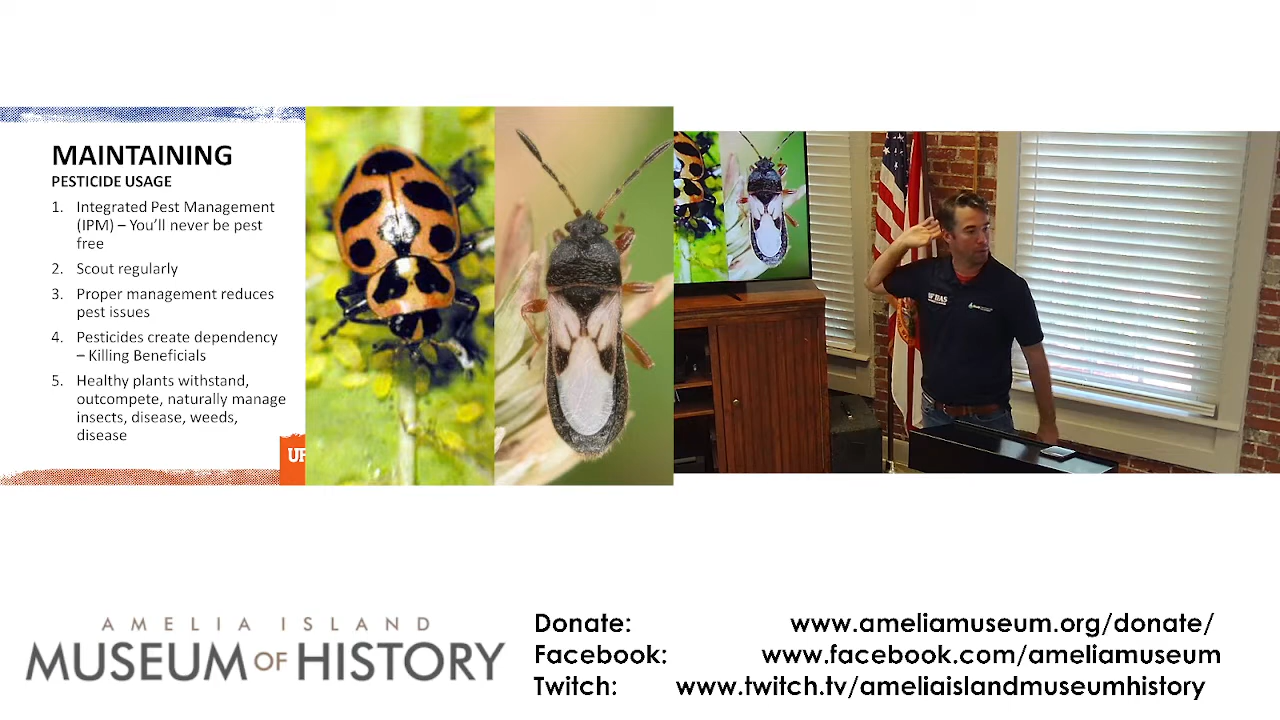 MAINTAINING
PESTICIDE USAGE
1. Integrated Pest Management
(IPM) – You'll never be pest
free
2. Scout regularly
3. Proper management reduces
pest issues
4. Pesticides create dependency
– Killing Beneficials
5. Healthy plants withstand,
outcompete, naturally manage
insects, disease, weeds,
disease
UF
AMELIA ISLAND
MUSEUM OF HISTORY
Donate: www.ameliamuseum.org/donate/
Facebook: www.facebook.com/ameliamuseum
Twitch: www.twitch.tv/ameliaislandmuseumhistory